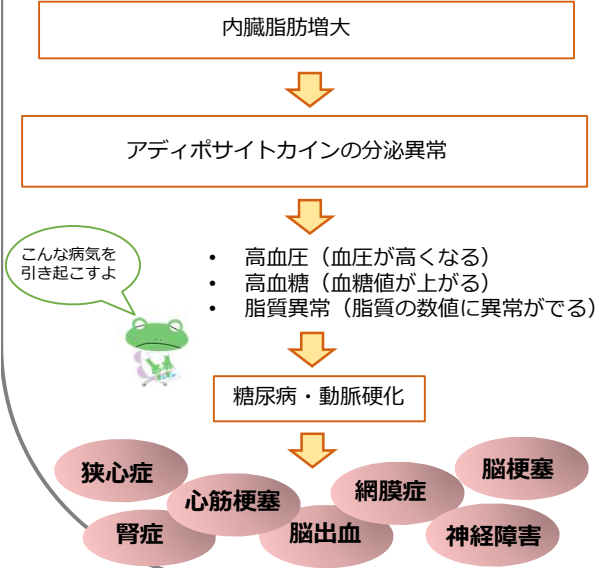 内臓脂肪増大
アディポサイトカインの分泌異常
こんな病気を
引き起こすよ
• 高血圧（血圧が高くなる）
• 高血糖（血糖値が上がる）
• 脂質異常（脂質の数値に異常がでる）
糖尿病・動脈硬化
狭心症
心筋梗塞
網膜症
脳梗塞
腎症
脳出血
神経障害